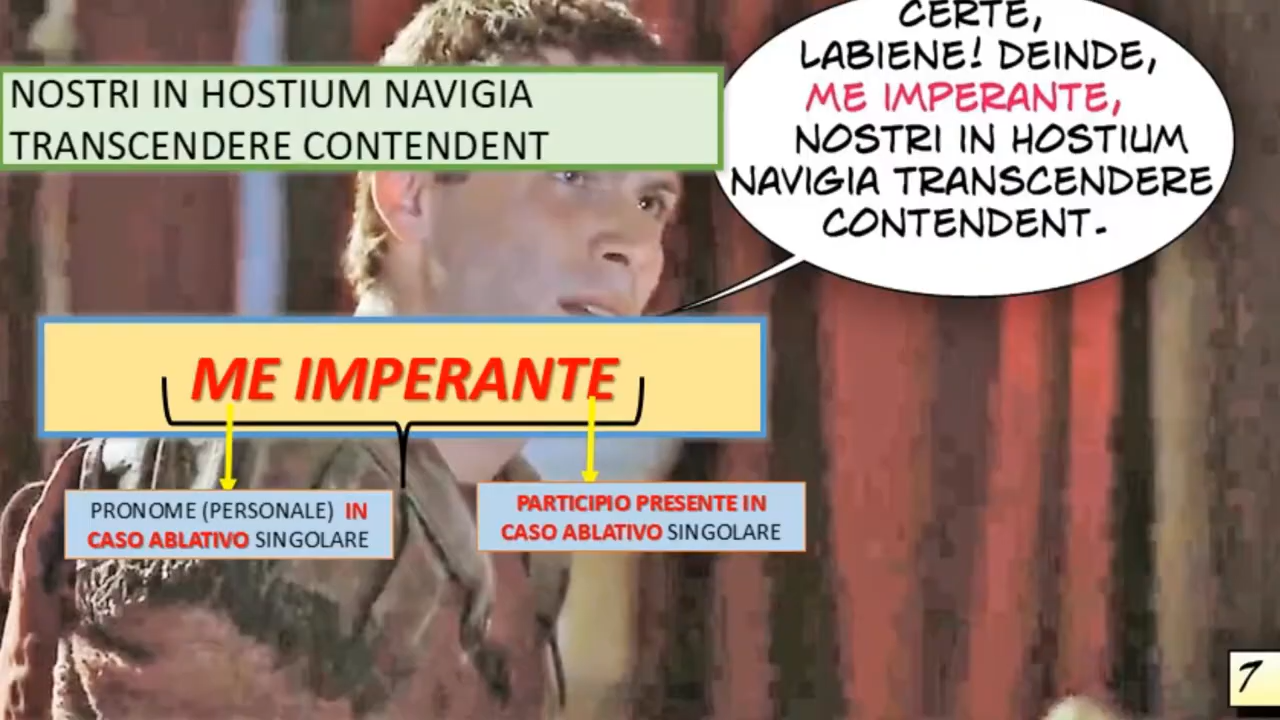 CERTE,
LABIENE! DEINDE,
ME IMPERANTE,
NOSTRI IN HOSTIUM
NAVIGIA TRANSCENDERE
CONTENDENT.
NOSTRI IN HOSTIUM NAVIGIA
TRANSCENDERE CONTENDENT
ME IMPERANTE
PRONOME (PERSONALE) IN
CASO ABLATIVO SINGOLARE
PARTICIPIO PRESENTE IN
CASO ABLATIVO SINGOLARE
7